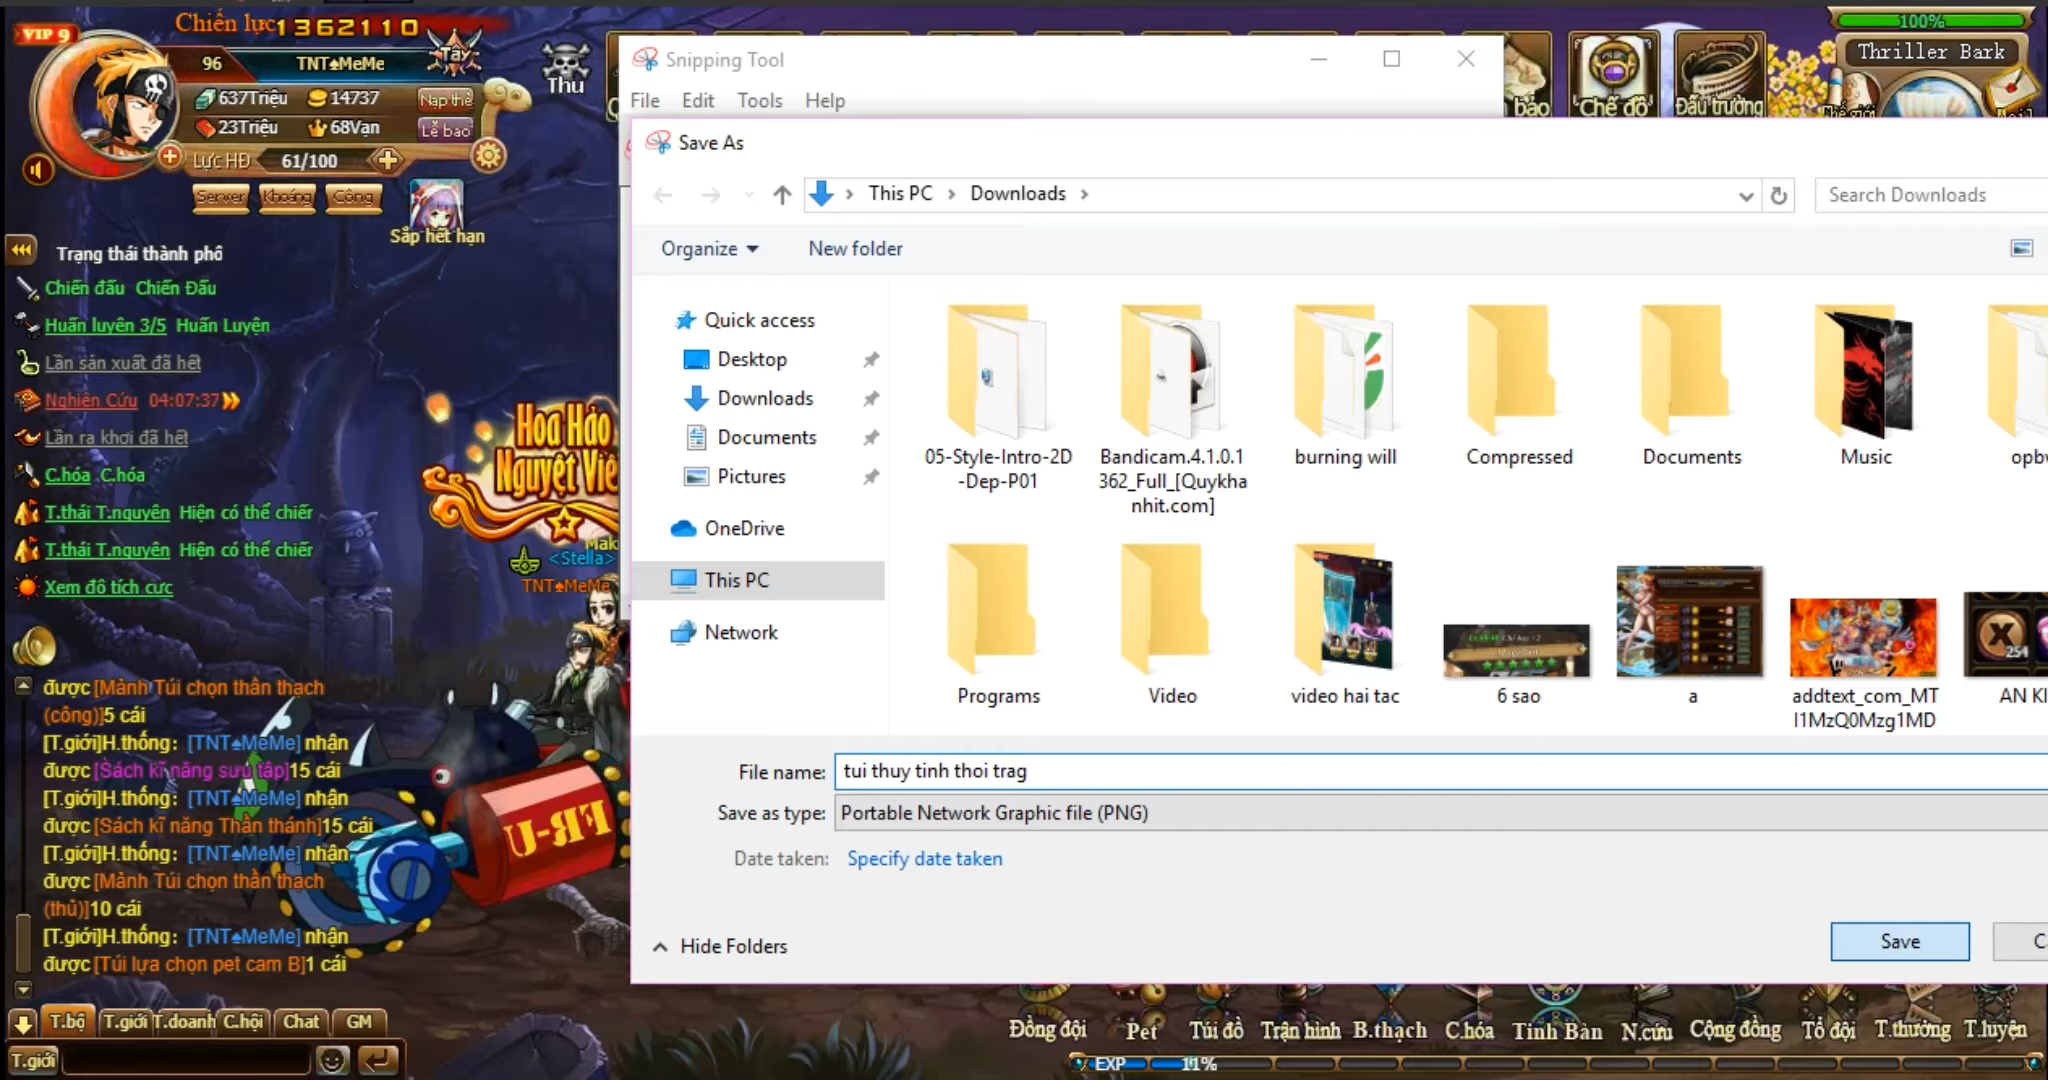 VIP 9
Chiến lực 1362110
96 TNT♠MeMe
Tây
637Triệu 14737 Nạp thẻ
23Triệu 68Vạn Lễ bao
Lực HĐ 61/100
Server Khoáng Công
Sắp hết hạn
Thu
bảo
Chế đồ
Đấu trường
100%
Thriller Bark
Trạng thái thành phố
Chiến đấu Chiến Đấu
Huấn luyện 3/5 Huấn Luyện
Lần sản xuất đã hết
Nghiên Cứu 04:07:37
Lần ra khơi đã hết
C.hóa C.hóa
T.thái T.nguyên Hiện có thể chiếr
T.thái T.nguyên Hiện có thể chiếr
Xem độ tích cực
Hoa Hảo
Nguyệt Viê
Mak
<Stella>
TNT♠MeMe
được [Mảnh Túi chọn thần thạch
(công)]5 cái
[T.giới]H.thống: [TNT♠MeMe] nhận
được [Sách kĩ năng sưu tập]15 cái
[T.giới]H.thống: [TNT♠MeMe] nhận
được [Sách kĩ năng Thần thánh]15 cái
[T.giới]H.thống: [TNT♠MeMe] nhận
được [Mảnh Túi chọn thần thạch
(thủ)]10 cái
[T.giới]H.thống: [TNT♠MeMe] nhận
được [Túi lựa chọn pet cam B]1 cái
T.bộ T.giới T.doanh C.hội Chat GM
T.giới
Snipping Tool
File Edit Tools Help
Save As
This PC Downloads
Search Downloads
Organize New folder
Quick access
Desktop
Downloads
Documents
Pictures
OneDrive
This PC
Network
05-Style-Intro-2D
-Dep-P01
Bandicam.4.1.0.1
362_Full_[Quykha
nhit.com]
burning will
Compressed
Documents
Music
opbv
Programs
Video
video hai tac
6 sao
a
addtext_com_MT
I1MzQ0Mzg1MD
254
AN KI
File name: tui thuy tinh thoi trag
Save as type: Portable Network Graphic file (PNG)
Date taken: Specify date taken
Hide Folders
Save
Đồng đội Pet Túi đồ Trận hình B.thạch C.hóa Tinh Bàn N.cứu Cộng đồng Tổ đội T.thưởng T.luyện
EXP 11%